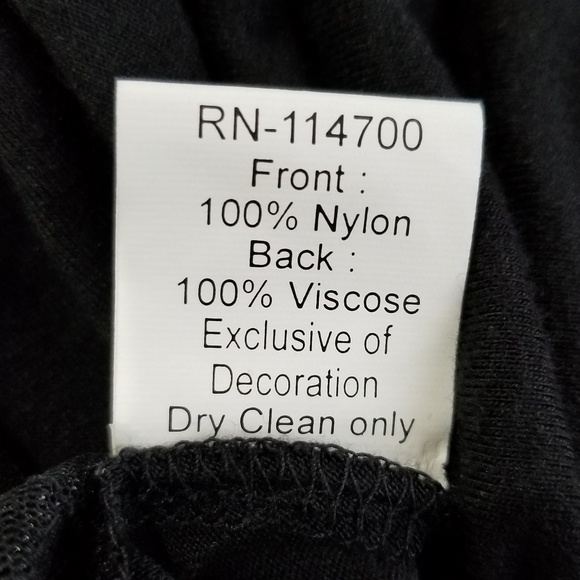 RN-114700
Front :
100% Nylon
Back :
100% Viscose
Exclusive of
Decoration
Dry Clean only